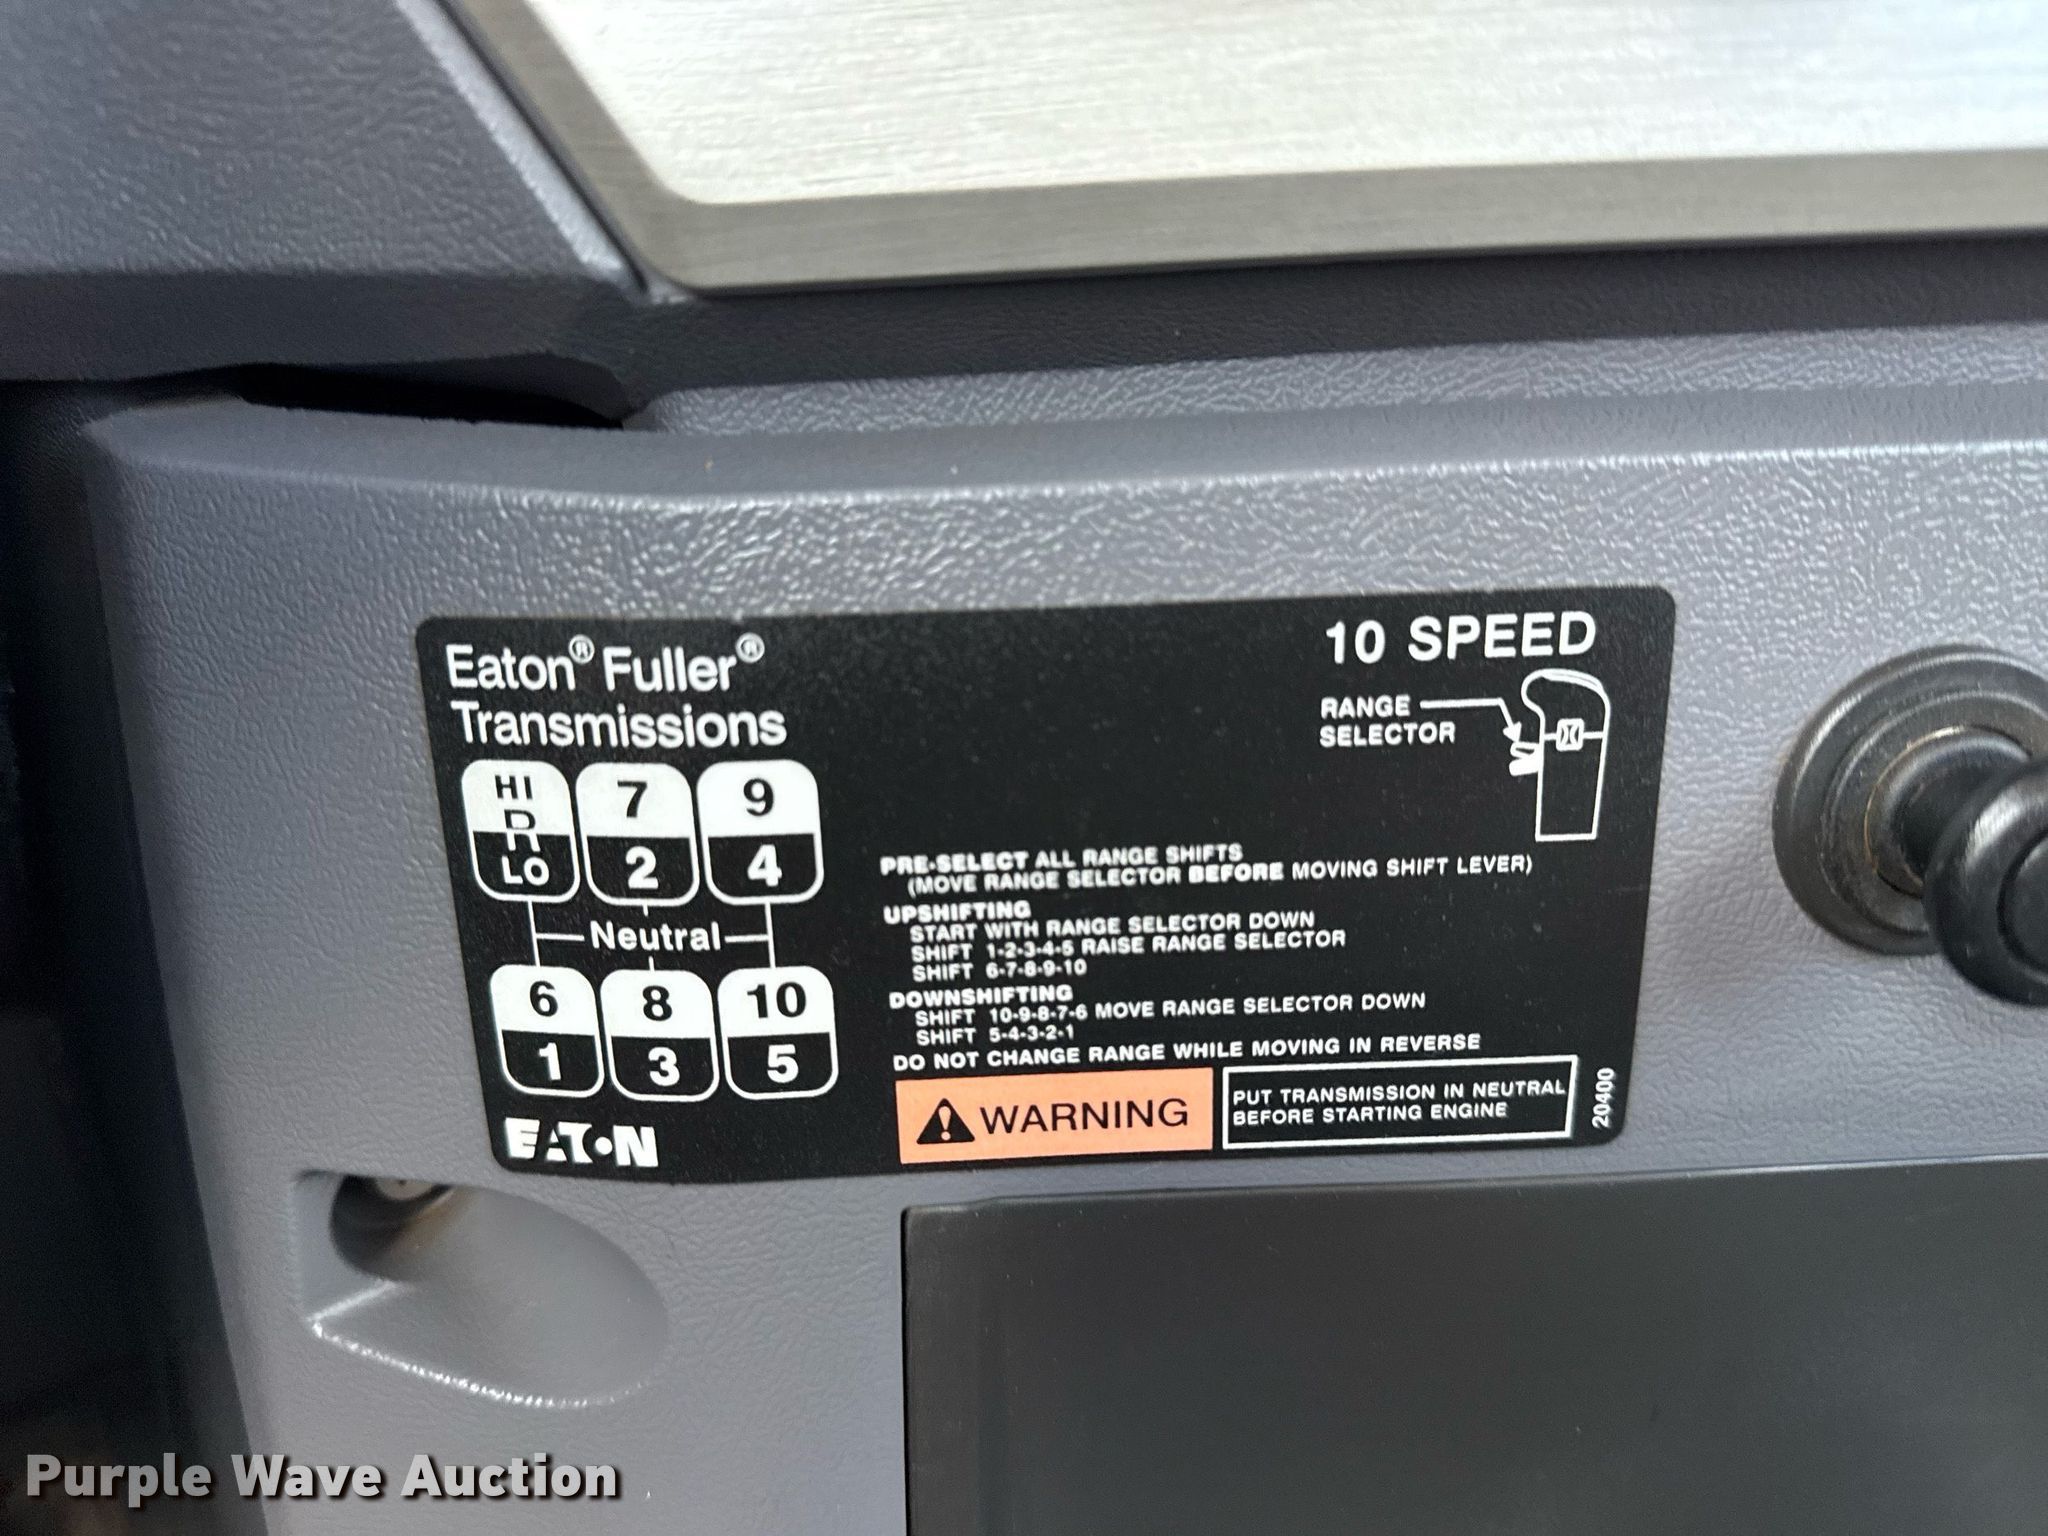 Eaton® Fuller®
Transmissions
10 SPEED
RANGE
SELECTOR
HI
R
LO
7
2
9
4
Neutral
6
1
8
3
10
5
EATON
PRE-SELECT ALL RANGE SHIFTS
(MOVE RANGE SELECTOR BEFORE MOVING SHIFT LEVER)
UPSHIFTING
START WITH RANGE SELECTOR DOWN
SHIFT 1-2-3-4-5 RAISE RANGE SELECTOR
SHIFT 6-7-8-9-10
DOWNSHIFTING
SHIFT 10-9-8-7-6 MOVE RANGE SELECTOR DOWN
SHIFT 5-4-3-2-1
DO NOT CHANGE RANGE WHILE MOVING IN REVERSE
WARNING
PUT TRANSMISSION IN NEUTRAL
BEFORE STARTING ENGINE
20400
Purple Wave Auction